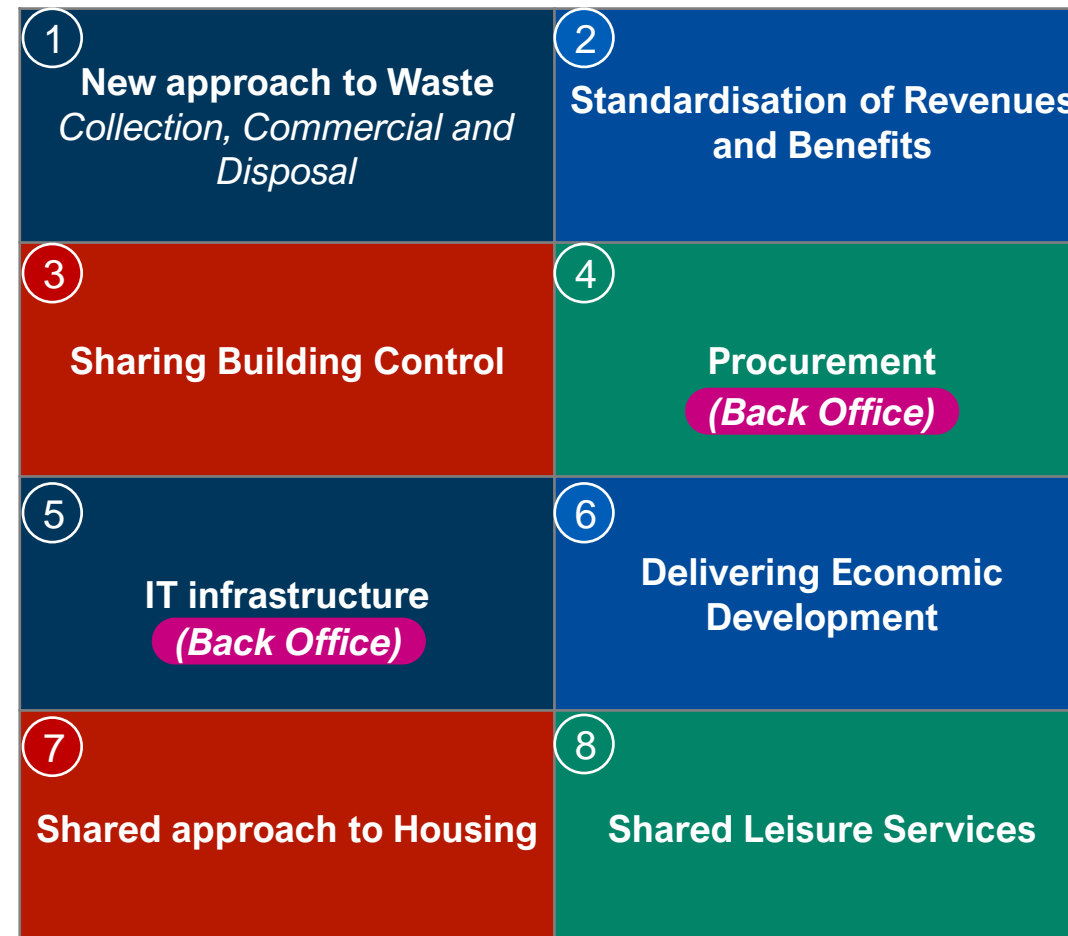 1
New approach to Waste
Collection, Commercial and
Disposal
2
Standardisation of Revenues
and Benefits
3
Sharing Building Control
4
Procurement
(Back Office)
5
IT infrastructure
(Back Office)
6
Delivering Economic
Development
7
Shared approach to Housing
8
Shared Leisure Services